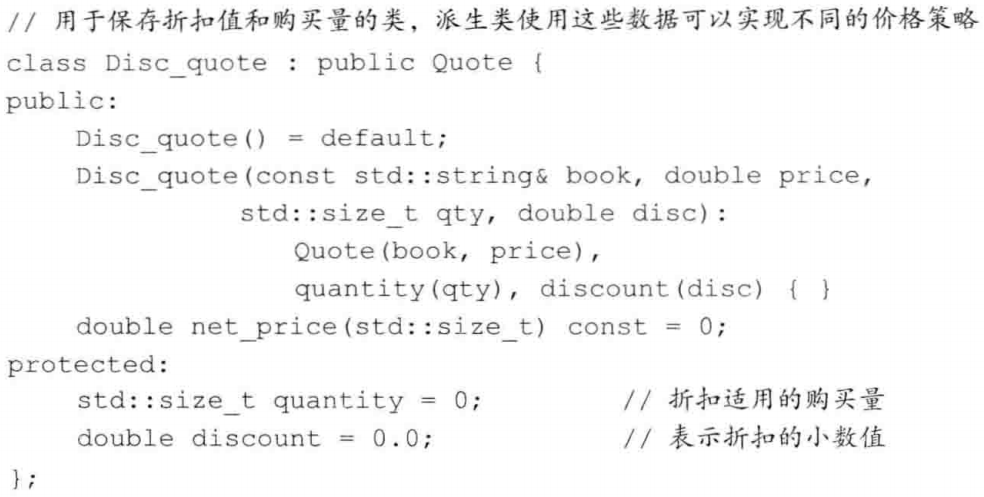 // 用于保存折扣值和购买量的类，派生类使用这些数据可以实现不同的价格策略
class Disc_quote : public Quote {
public:
    Disc_quote() = default;
    Disc_quote(const std::string& book, double price,
              std::size_t qty, double disc):
                 Quote(book, price),
                 quantity(qty), discount(disc) { }
    double net_price(std::size_t) const = 0;
protected:
    std::size_t quantity = 0;        // 折扣适用的购买量
    double discount = 0.0;           // 表示折扣的小数值
};